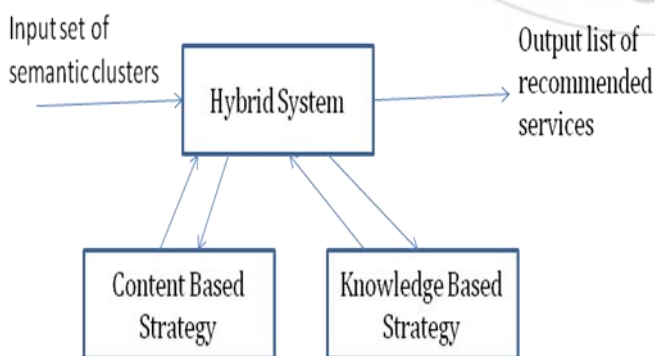 Input set of
semantic clusters
Hybrid System
Output list of
recommended
services
Content Based
Strategy
Knowledge Based
Strategy